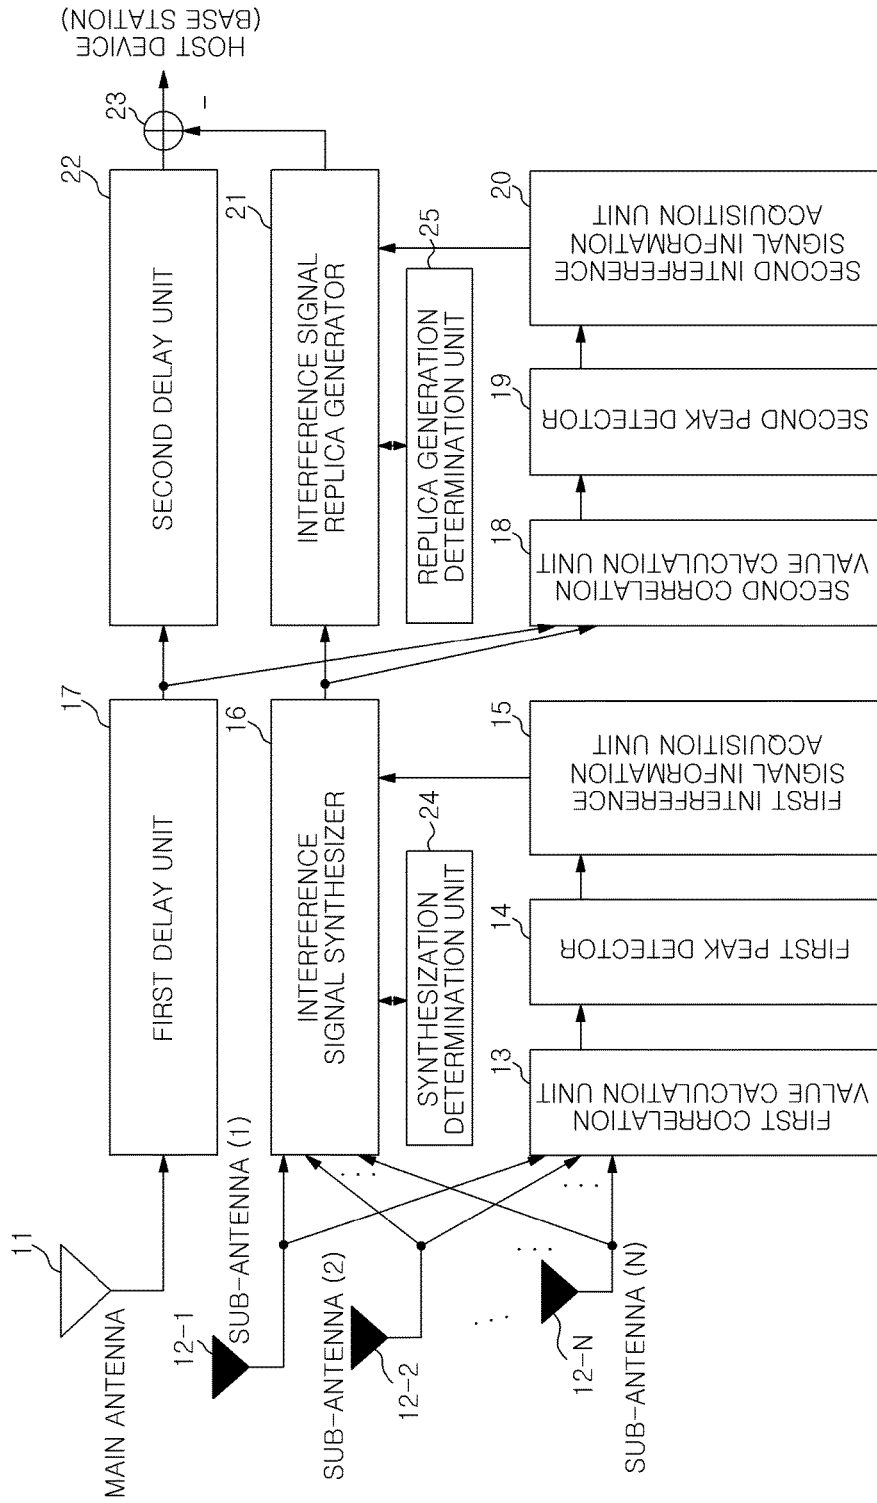 MAIN ANTENNA
11
FIRST DELAY UNIT
17
SECOND DELAY UNIT
22
23
HOST DEVICE
(BASE STATION)
−
12-1
SUB-ANTENNA (1)
INTERFERENCE
SIGNAL SYNTHESIZER
16
INTERFERENCE SIGNAL
REPLICA GENERATOR
21
SUB-ANTENNA (2)
12-2
. . .
SYNTHESIZATION
DETERMINATION UNIT
24
REPLICA GENERATION
DETERMINATION UNIT
25
. . .
. . .
. . .
12-N
SUB-ANTENNA (N)
13
FIRST CORRELATION
VALUE CALCULATION UNIT
14
FIRST PEAK DETECTOR
15
FIRST INTERFERENCE
SIGNAL INFORMATION
ACQUISITION UNIT
18
SECOND CORRELATION
VALUE CALCULATION UNIT
19
SECOND PEAK DETECTOR
20
SECOND INTERFERENCE
SIGNAL INFORMATION
ACQUISITION UNIT